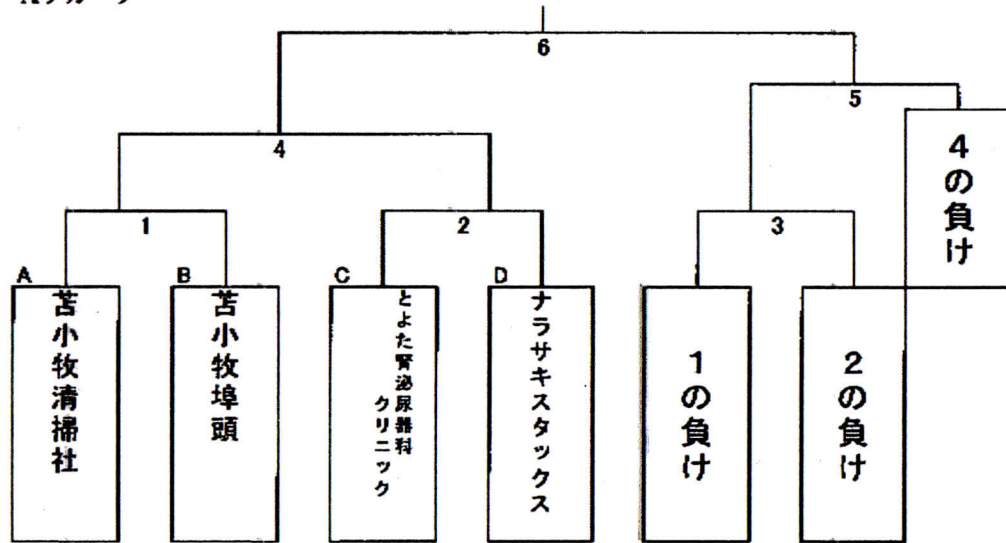 6
5
4
4の負け
1
2
3
A
B
C
D
苫小牧清掃社
苫小牧埠頭
とよた腎泌尿器科
クリニック
ナラサキスタックス
1の負け
2の負け